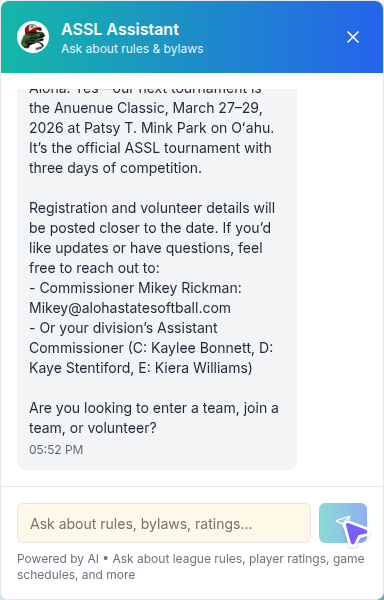 ASSL Assistant
Ask about rules & bylaws
Aloha! Yes—our next tournament is
the Anuenue Classic, March 27–29,
2026 at Patsy T. Mink Park on Oʻahu.
It’s the official ASSL tournament with
three days of competition.
Registration and volunteer details will
be posted closer to the date. If you’d
like updates or have questions, feel
free to reach out to:
- Commissioner Mikey Rickman:
Mikey@alohastatesoftball.com
- Or your division’s Assistant
Commissioner (C: Kaylee Bonnett, D:
Kaye Stentiford, E: Kiera Williams)
Are you looking to enter a team, join a
team, or volunteer?
05:52 PM
Ask about rules, bylaws, ratings...
Powered by AI • Ask about league rules, player ratings, game
schedules, and more